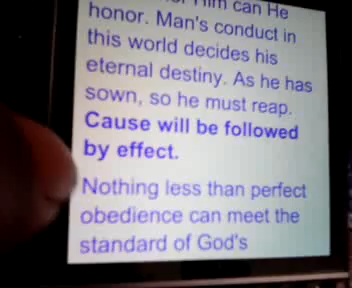 Him can He
honor. Man's conduct in
this world decides his
eternal destiny. As he has
sown, so he must reap.
Cause will be followed
by effect.
Nothing less than perfect
obedience can meet the
standard of God's